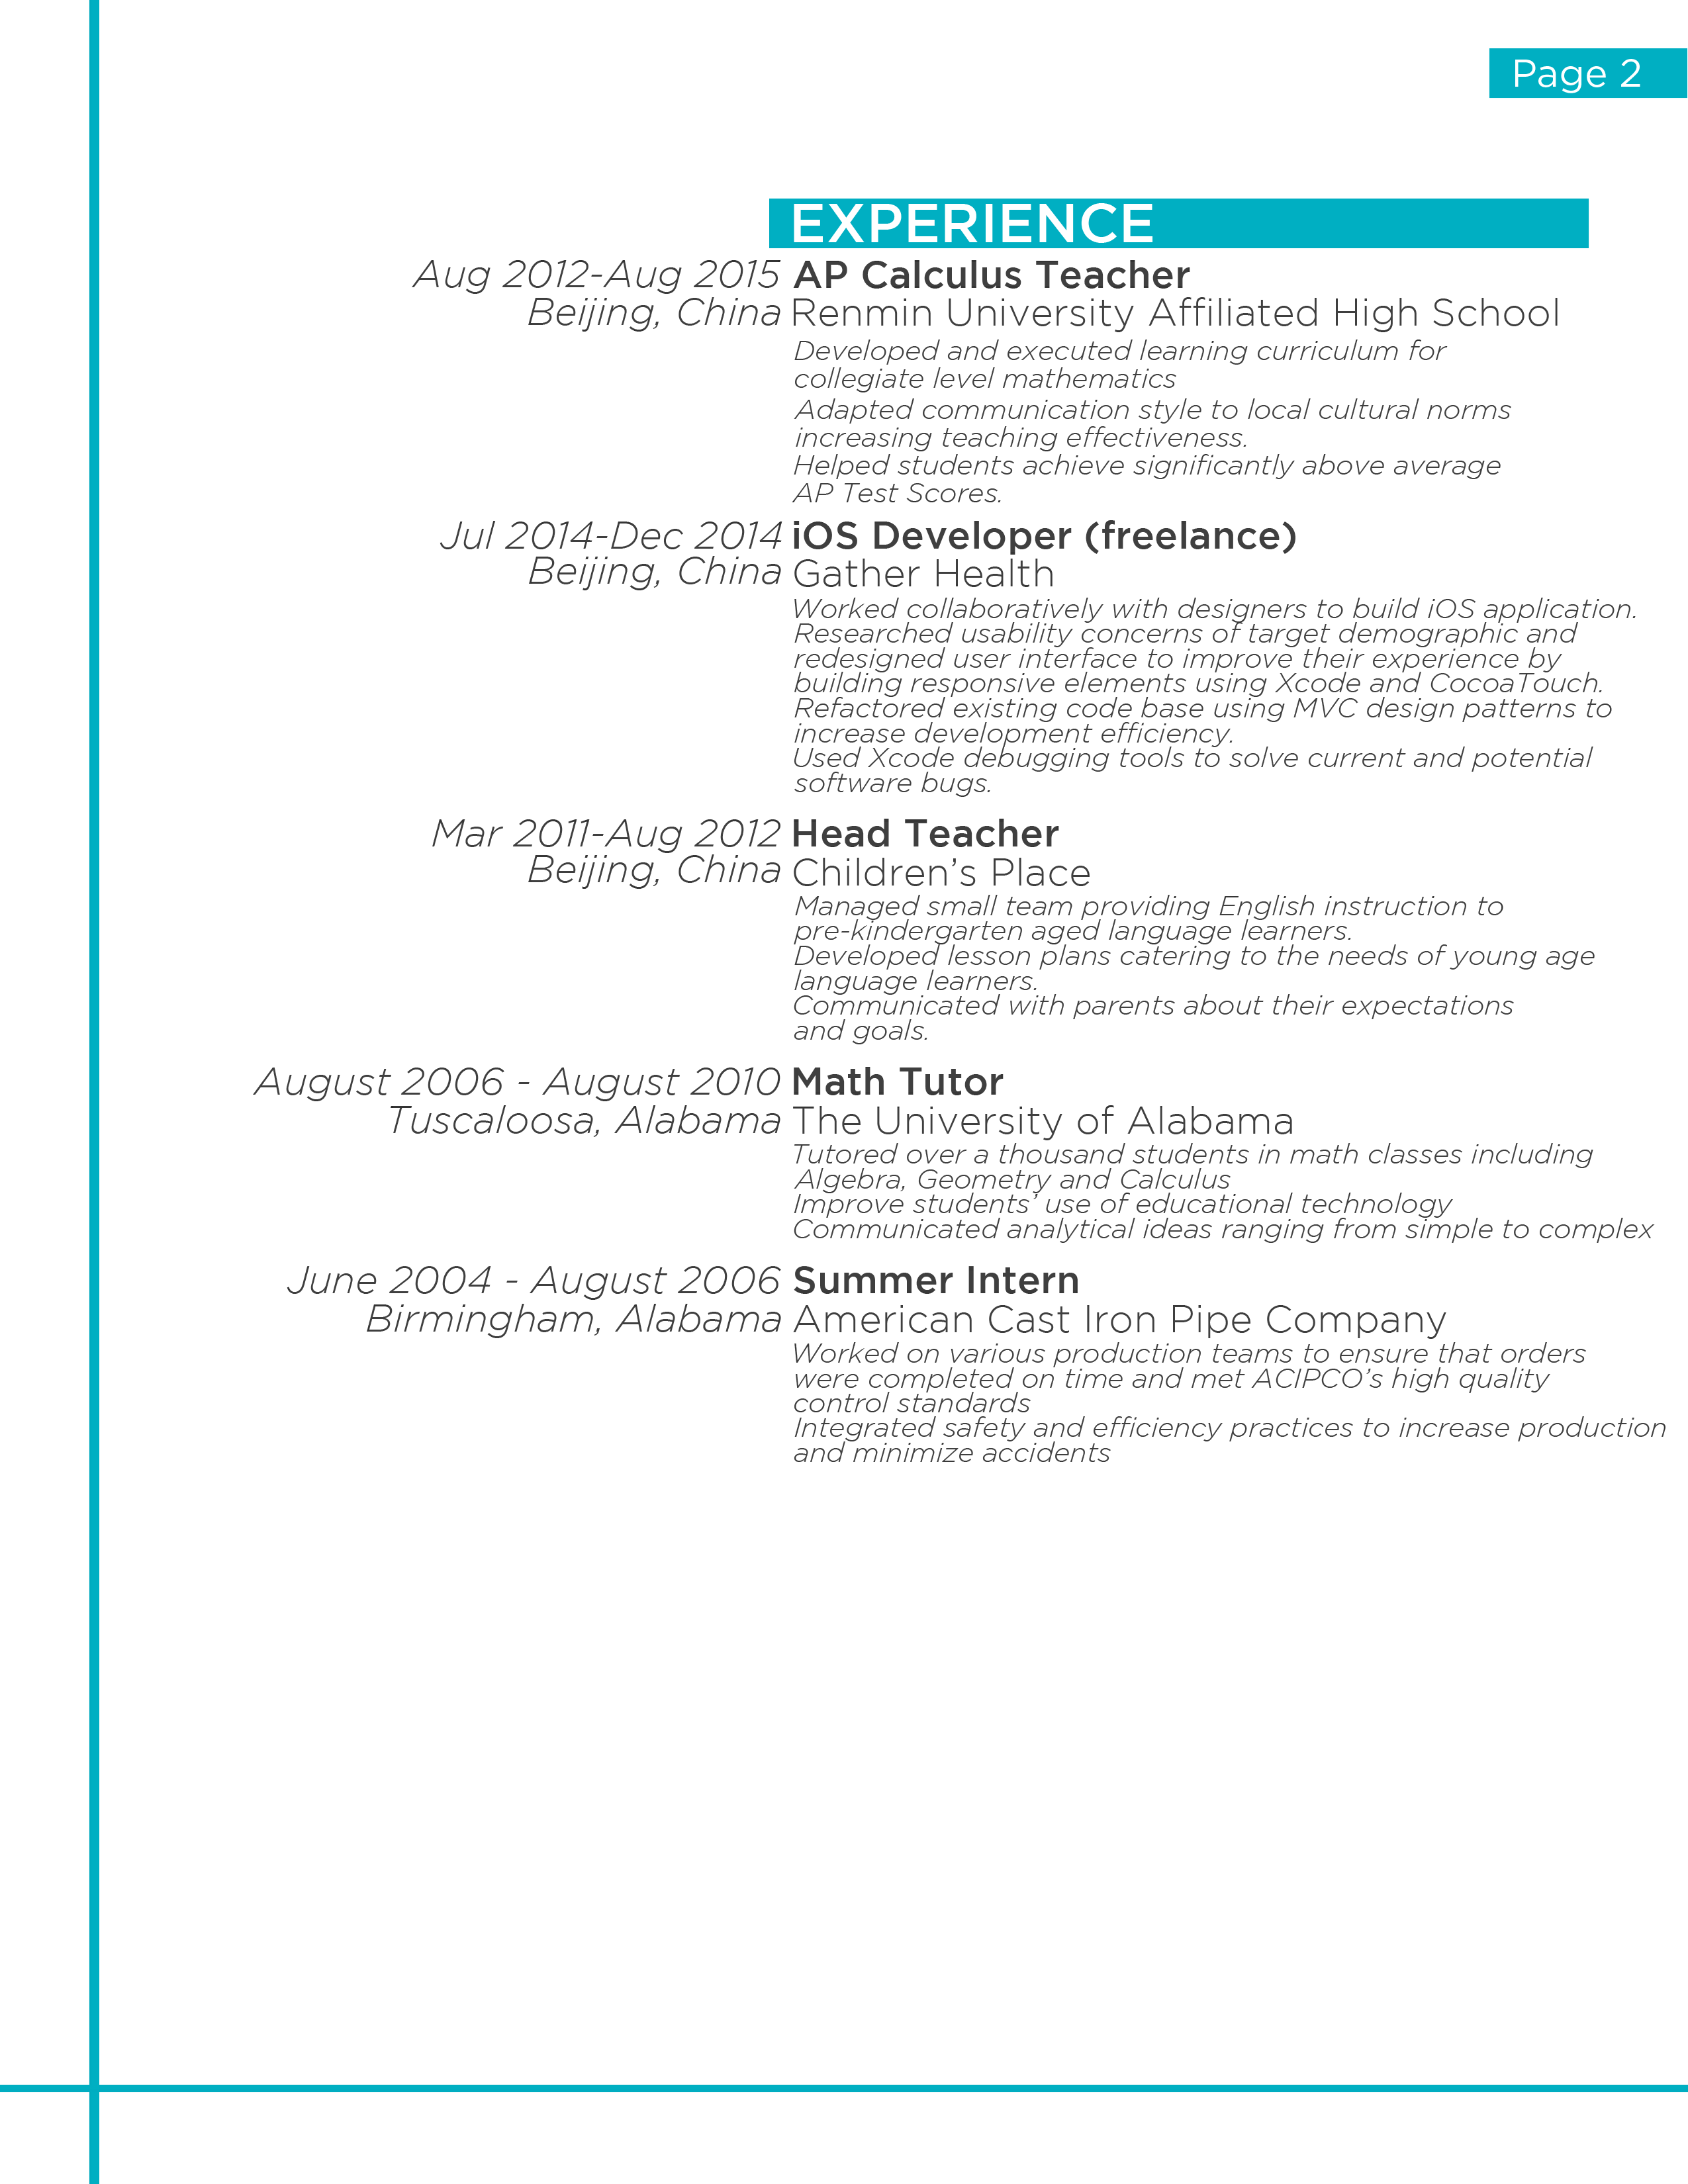 Page 2
EXPERIENCE
Aug 2012-Aug 2015 AP Calculus Teacher
Beijing, China Renmin University Affiliated High School
Developed and executed learning curriculum for
collegiate level mathematics
Adapted communication style to local cultural norms
increasing teaching effectiveness.
Helped students achieve significantly above average
AP Test Scores.
Jul 2014-Dec 2014 iOS Developer (freelance)
Beijing, China Gather Health
Worked collaboratively with designers to build iOS application.
Researched usability concerns of target demographic and
redesigned user interface to improve their experience by
building responsive elements using Xcode and CocoaTouch.
Refactored existing code base using MVC design patterns to
increase development efficiency.
Used Xcode debugging tools to solve current and potential
software bugs.
Mar 2011-Aug 2012 Head Teacher
Beijing, China Children’s Place
Managed small team providing English instruction to
pre-kindergarten aged language learners.
Developed lesson plans catering to the needs of young age
language learners.
Communicated with parents about their expectations
and goals.
August 2006 - August 2010 Math Tutor
Tuscaloosa, Alabama The University of Alabama
Tutored over a thousand students in math classes including
Algebra, Geometry and Calculus
Improve students’ use of educational technology
Communicated analytical ideas ranging from simple to complex
June 2004 - August 2006 Summer Intern
Birmingham, Alabama American Cast Iron Pipe Company
Worked on various production teams to ensure that orders
were completed on time and met ACIPCO’s high quality
control standards
Integrated safety and efficiency practices to increase production
and minimize accidents